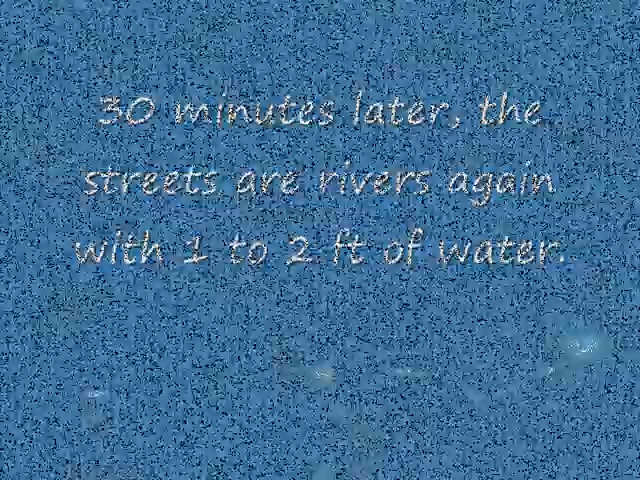 30 minutes later, the
streets are rivers again
with 1 to 2 ft of water.